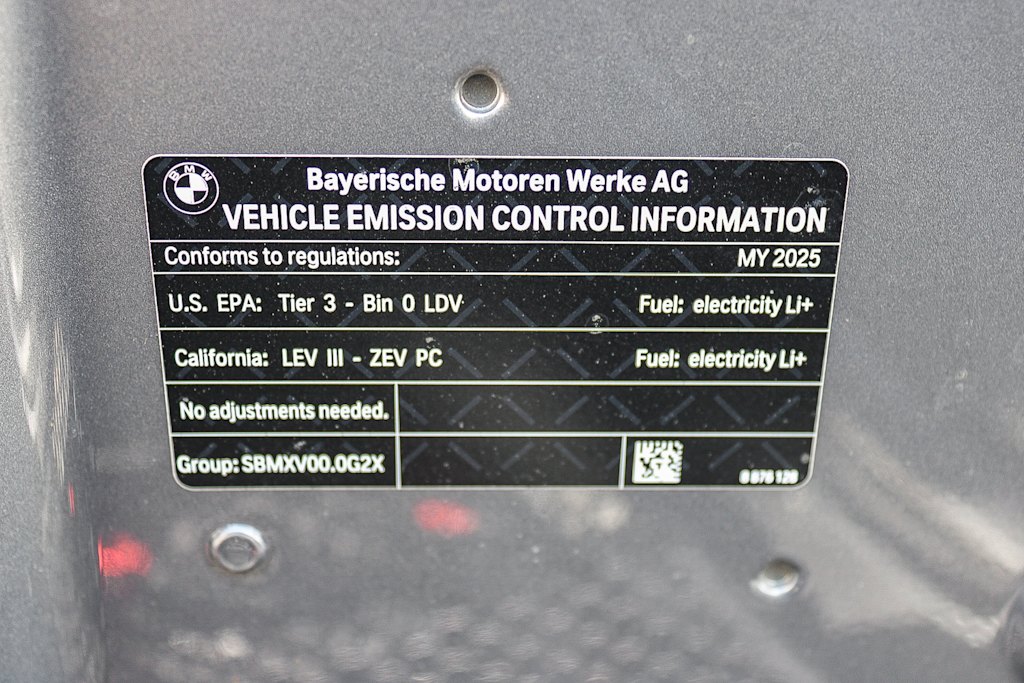 BMW
Bayerische Motoren Werke AG
VEHICLE EMISSION CONTROL INFORMATION
Conforms to regulations: MY 2025
U.S. EPA: Tier 3 - Bin 0 LDV Fuel: electricity Li+
California: LEV III - ZEV PC Fuel: electricity Li+
No adjustments needed.
Group: SBMXV00.0G2X